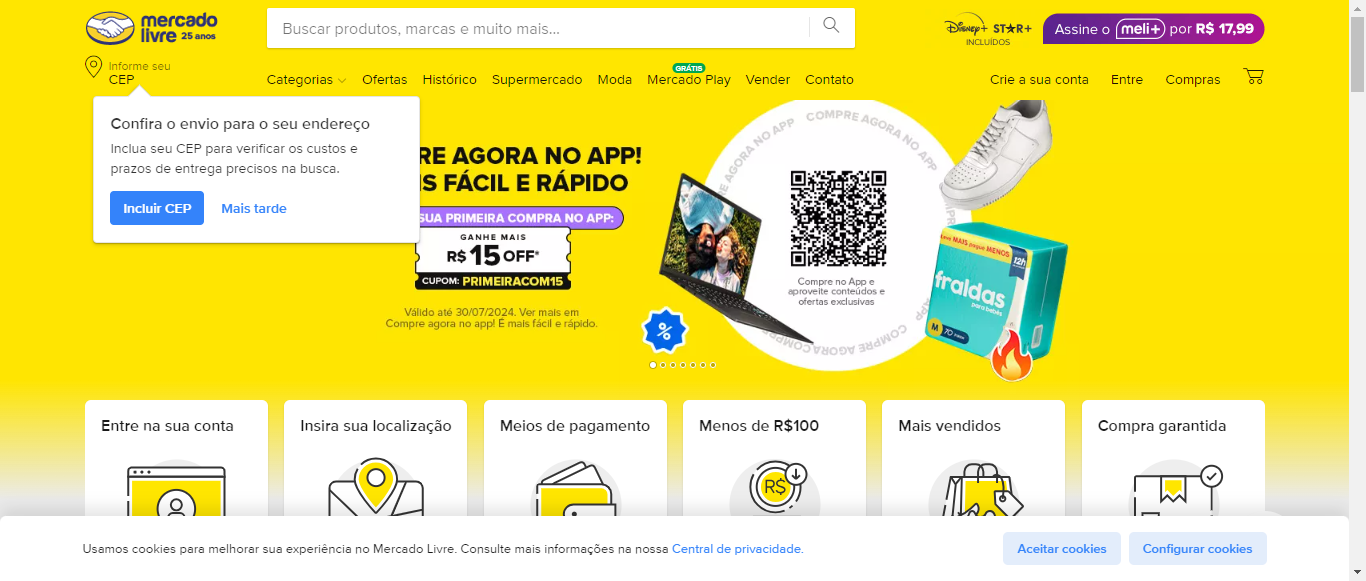 mercado
livre 25 anos
Buscar produtos, marcas e muito mais...
Disney+ STAR+
INCLUÍDOS
Assine o meli+ por R$ 17,99
Informe seu
CEP
GRÁTIS
Categorias Ofertas Histórico Supermercado Moda Mercado Play Vender Contato
Crie a sua conta Entre Compras
Confira o envio para o seu endereço
Inclua seu CEP para verificar os custos e
prazos de entrega precisos na busca.
Incluir CEP Mais tarde
RE AGORA NO APP!
IS FÁCIL E RÁPIDO
SUA PRIMEIRA COMPRA NO APP:
GANHE MAIS
R$ 15 OFF*
CUPOM: PRIMEIRACOM15
Válido até 30/07/2024. Ver mais em
Compre agora no app! É mais fácil e rápido.
COMPRE AGORA NO APP
COMPRE AGORA NO APP
COMPRE AGORA
Compre no App e
aproveite conteúdos e
ofertas exclusivas
%
Leve MAIS pague MENOS
12h
fraldas
para bebês
M 70
Entre na sua conta
Insira sua localização
Meios de pagamento
Menos de R$100
Mais vendidos
Compra garantida
R$
Usamos cookies para melhorar sua experiência no Mercado Livre. Consulte mais informações na nossa Central de privacidade.
Aceitar cookies
Configurar cookies